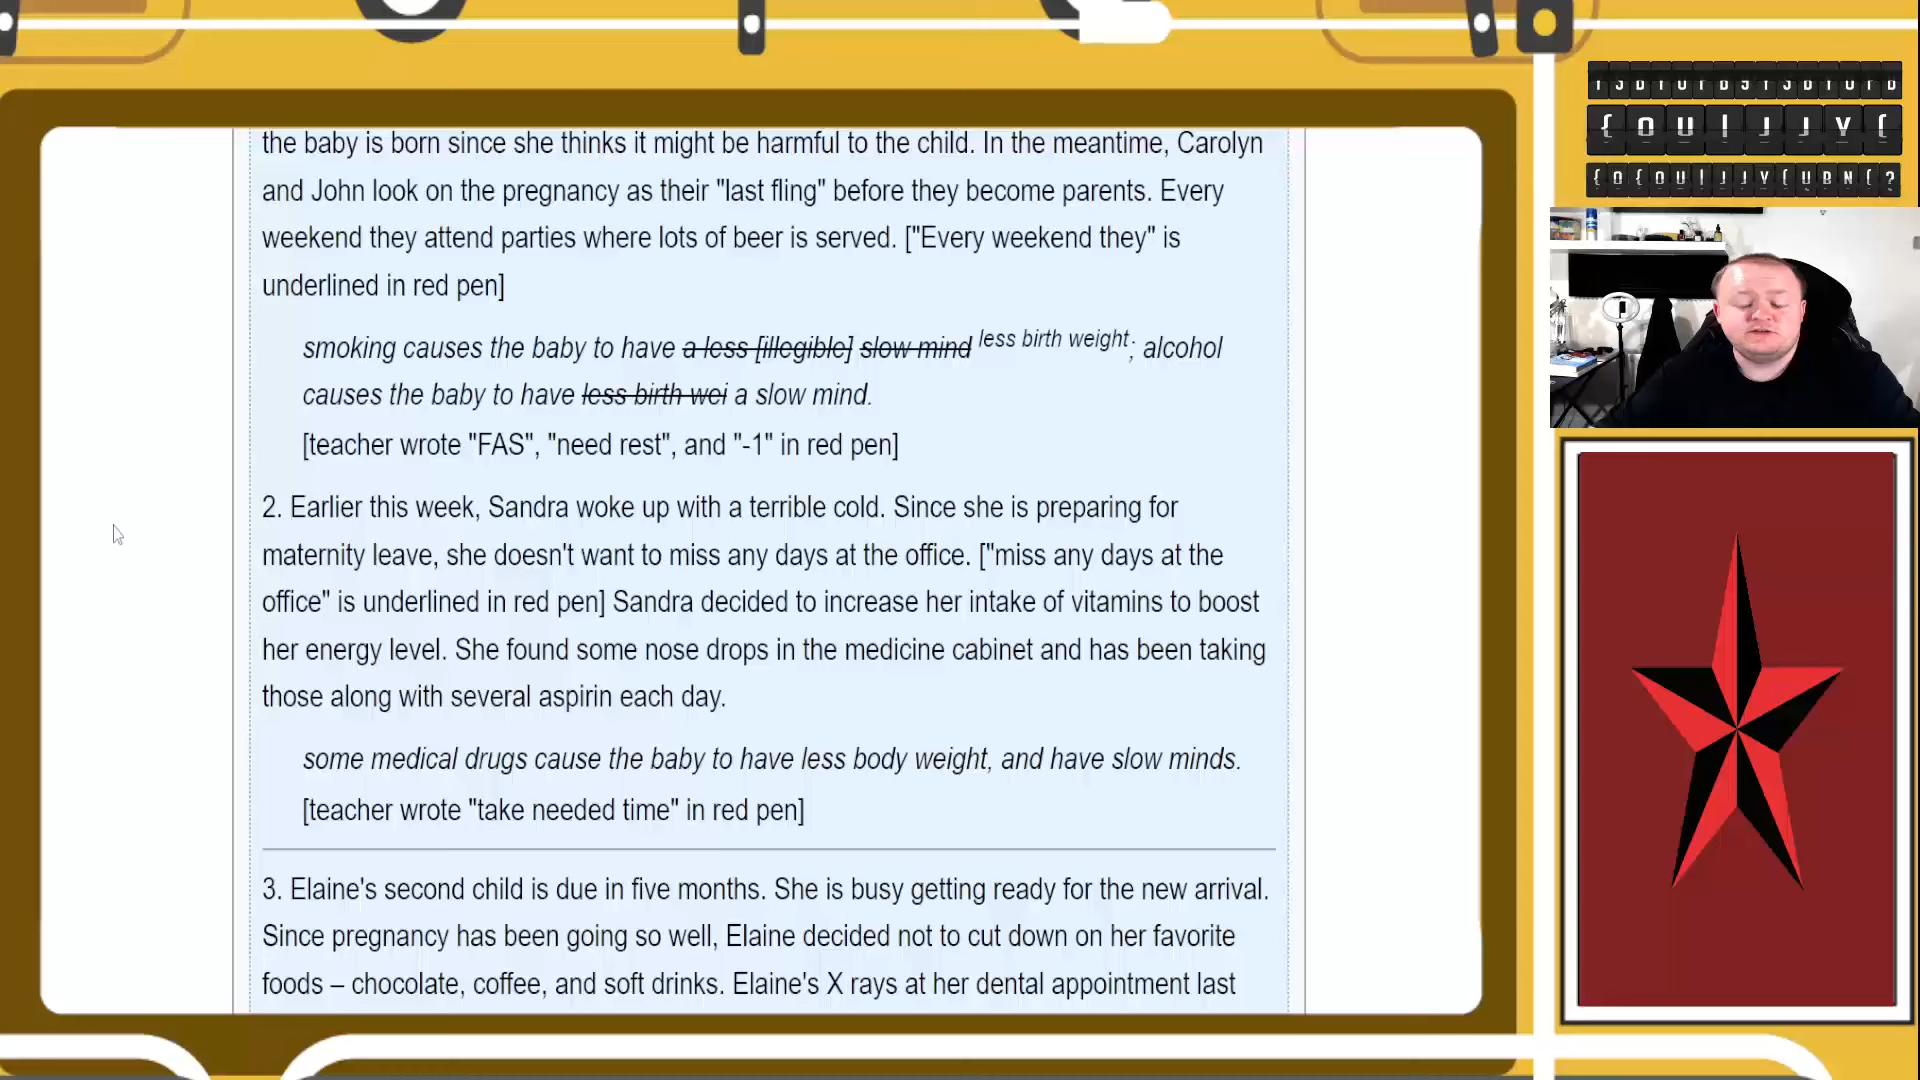 the baby is born since she thinks it might be harmful to the child. In the meantime, Carolyn
and John look on the pregnancy as their "last fling" before they become parents. Every
weekend they attend parties where lots of beer is served. ["Every weekend they" is
underlined in red pen]
smoking causes the baby to have a less [illegible] slow mind less birth weight; alcohol
causes the baby to have less birth wei a slow mind.
[teacher wrote "FAS", "need rest", and "-1" in red pen]
2. Earlier this week, Sandra woke up with a terrible cold. Since she is preparing for
maternity leave, she doesn't want to miss any days at the office. ["miss any days at the
office" is underlined in red pen] Sandra decided to increase her intake of vitamins to boost
her energy level. She found some nose drops in the medicine cabinet and has been taking
those along with several aspirin each day.
some medical drugs cause the baby to have less body weight, and have slow minds.
[teacher wrote "take needed time" in red pen]
3. Elaine's second child is due in five months. She is busy getting ready for the new arrival.
Since pregnancy has been going so well, Elaine decided not to cut down on her favorite
foods – chocolate, coffee, and soft drinks. Elaine's X rays at her dental appointment last